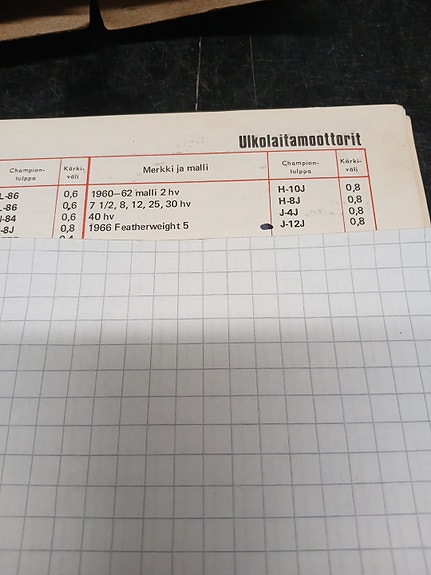 Ulkolaitamoottorit
Champion- Kärki- Merkki ja malli Champion- Kärki-
tulppa väli tulppa väli
L-86 0,6 1960—62 malli 2 hv H-10J 0,8
L-86 0,6 7 1/2, 8, 12, 25, 30 hv H-8J 0,8
J-84 0,6 40 hv J-4J 0,8
-8J 0,8 1966 Featherweight 5 J-12J 0,8